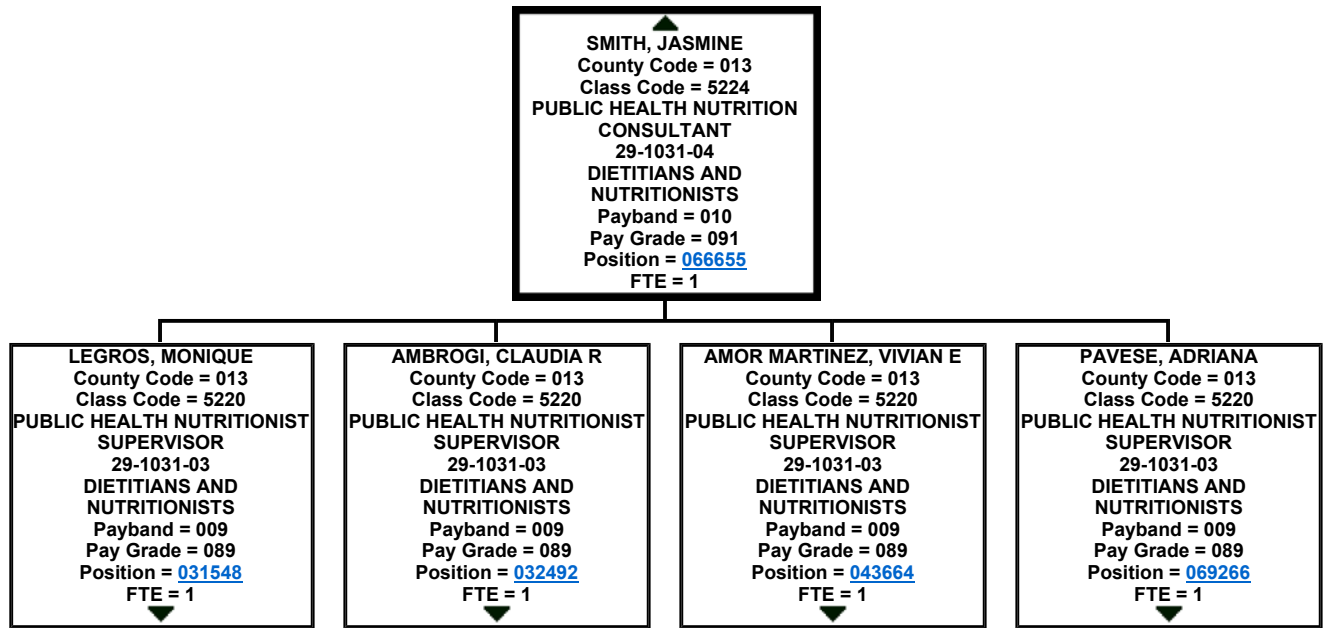 SMITH, JASMINE
County Code = 013
Class Code = 5224
PUBLIC HEALTH NUTRITION
CONSULTANT
29-1031-04
DIETITIANS AND
NUTRITIONISTS
Payband = 010
Pay Grade = 091
Position = 066655
FTE = 1
LEGROS, MONIQUE
County Code = 013
Class Code = 5220
PUBLIC HEALTH NUTRITIONIST
SUPERVISOR
29-1031-03
DIETITIANS AND
NUTRITIONISTS
Payband = 009
Pay Grade = 089
Position = 031548
FTE = 1
AMBROGI, CLAUDIA R
County Code = 013
Class Code = 5220
PUBLIC HEALTH NUTRITIONIST
SUPERVISOR
29-1031-03
DIETITIANS AND
NUTRITIONISTS
Payband = 009
Pay Grade = 089
Position = 032492
FTE = 1
AMOR MARTINEZ, VIVIAN E
County Code = 013
Class Code = 5220
PUBLIC HEALTH NUTRITIONIST
SUPERVISOR
29-1031-03
DIETITIANS AND
NUTRITIONISTS
Payband = 009
Pay Grade = 089
Position = 043664
FTE = 1
PAVESE, ADRIANA
County Code = 013
Class Code = 5220
PUBLIC HEALTH NUTRITIONIST
SUPERVISOR
29-1031-03
DIETITIANS AND
NUTRITIONISTS
Payband = 009
Pay Grade = 089
Position = 069266
FTE = 1